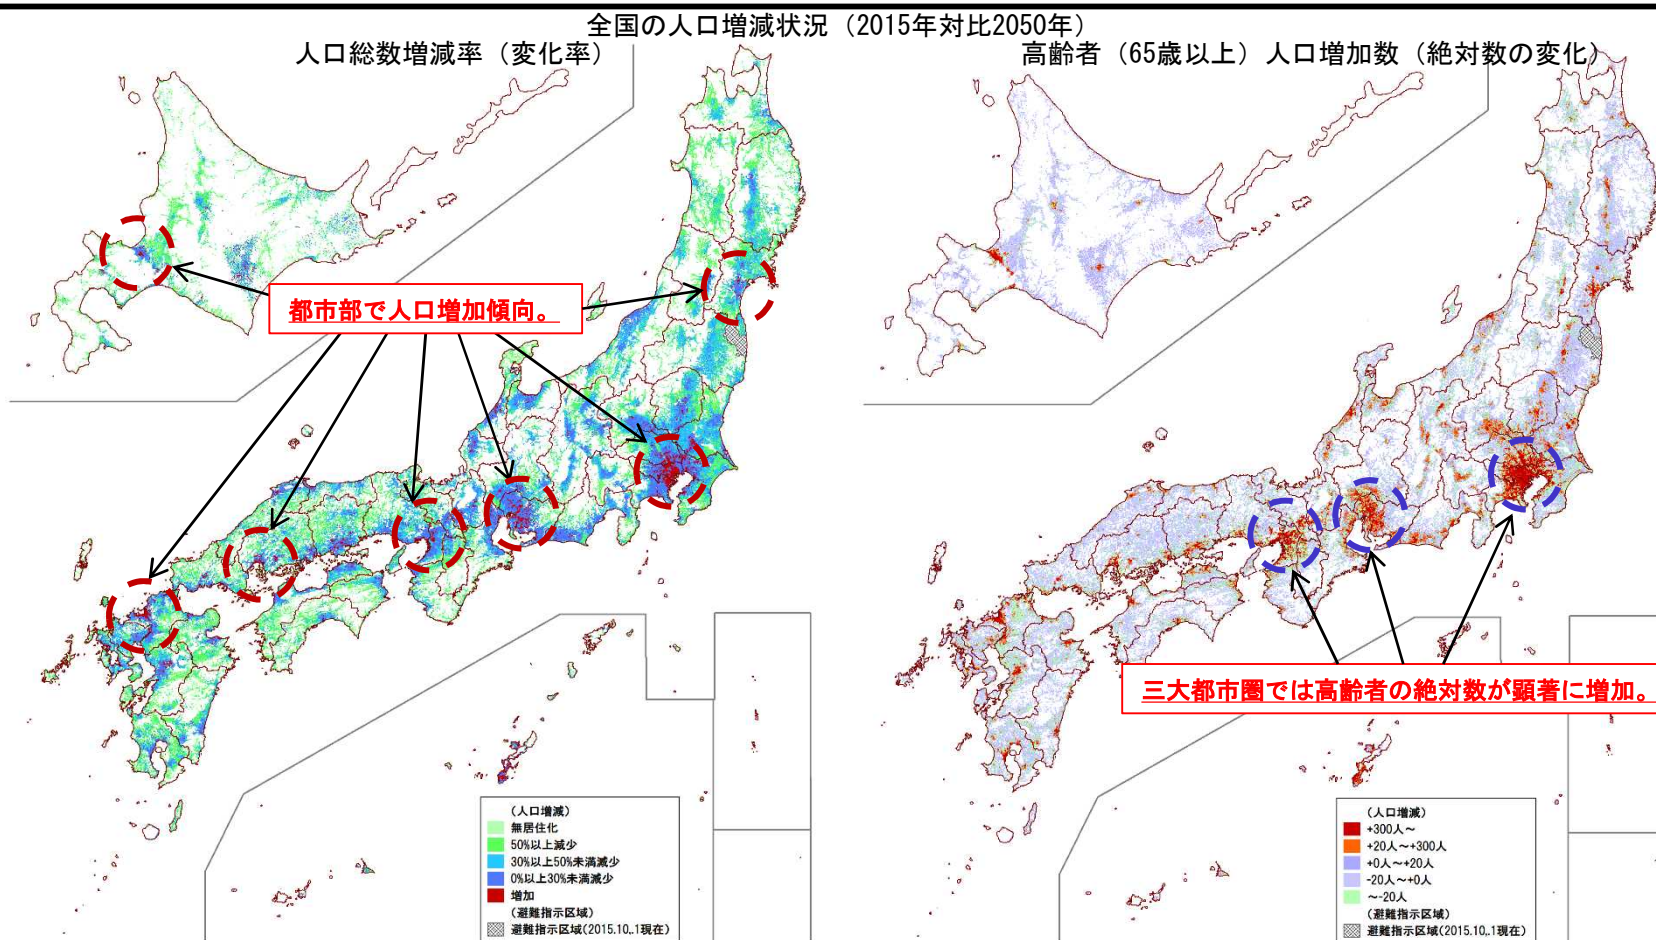 全国の人口増減状況（2015年対比2050年）
人口総数増減率（変化率）
高齢者（65歳以上）人口増加数（絶対数の変化）
都市部で人口増加傾向。
三大都市圏では高齢者の絶対数が顕著に増加。
（人口増減）
無居住化
50%以上減少
30%以上50%未満減少
0%以上30%未満減少
増加
（避難指示区域）
避難指示区域(2015.10.1現在)
（人口増減）
+300人～
+20人～+300人
+0人～+20人
-20人～+0人
～-20人
（避難指示区域）
避難指示区域(2015.10.1現在)